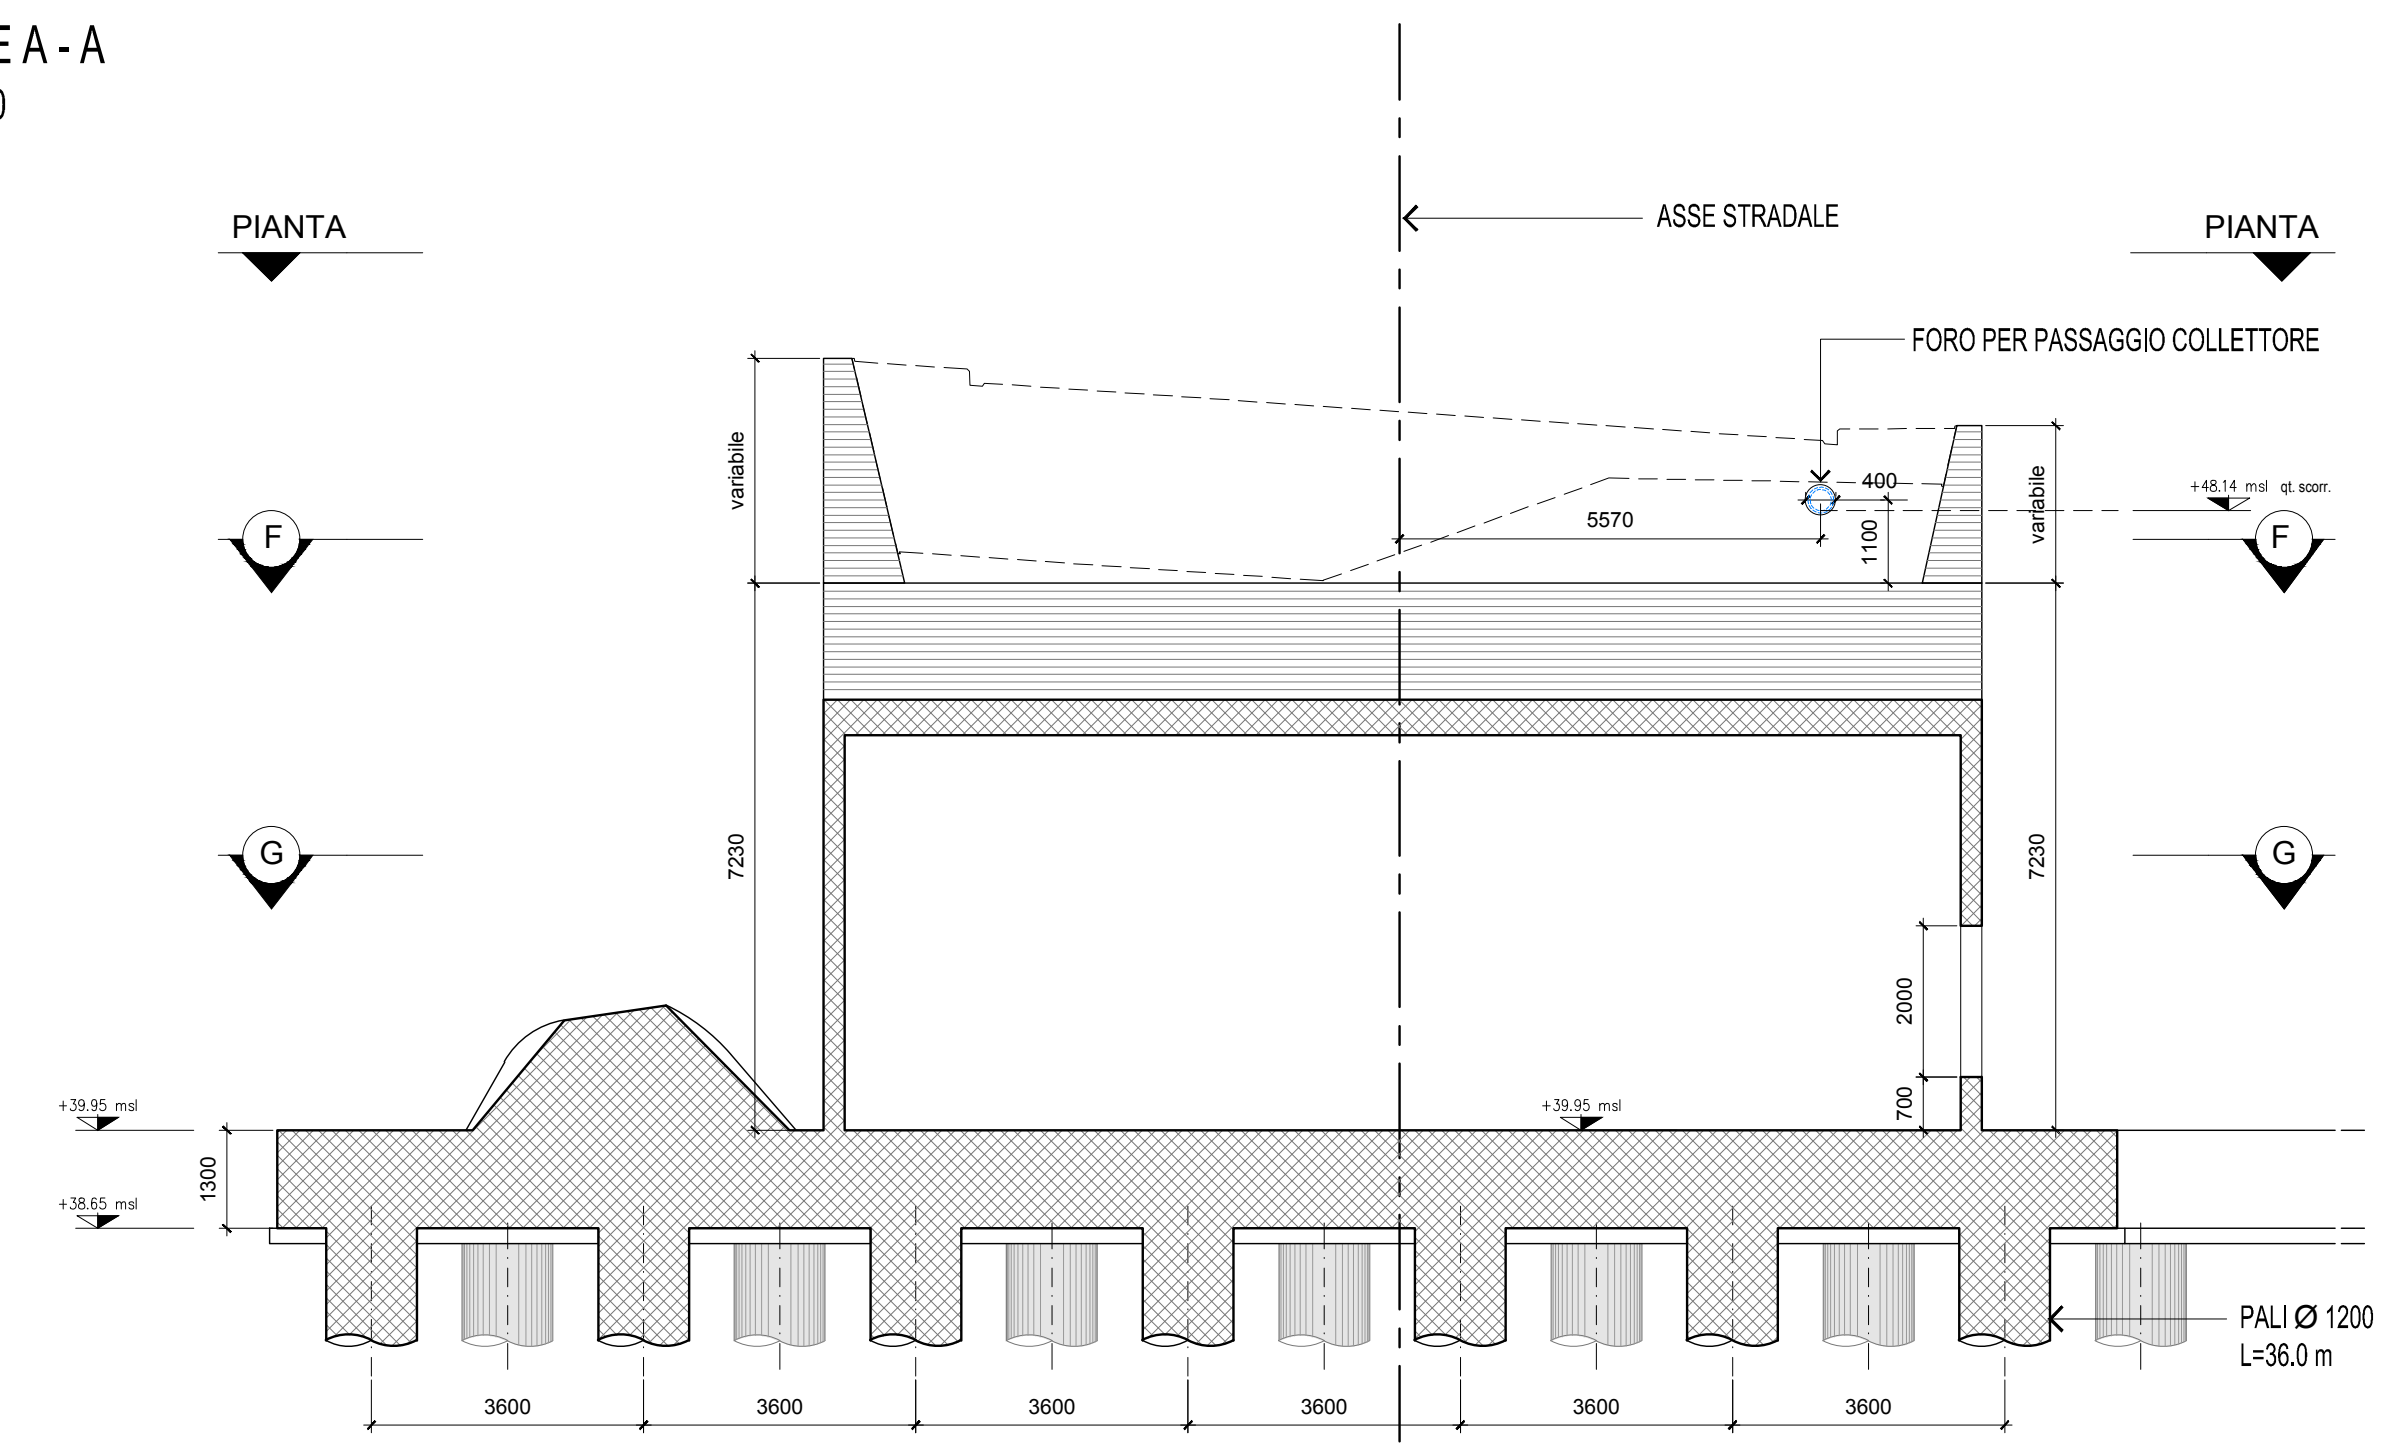 E A - A
0
PIANTA
ASSE STRADALE
PIANTA
FORO PER PASSAGGIO COLLETTORE
variabile
400
variabile
+48.14 msl qt. scorr.
F
5570
1100
F
G
7230
7230
G
2000
+39.95 msl
+39.95 msl
700
1300
+38.65 msl
PALI Ø 1200
L=36.0 m
3600
3600
3600
3600
3600
3600